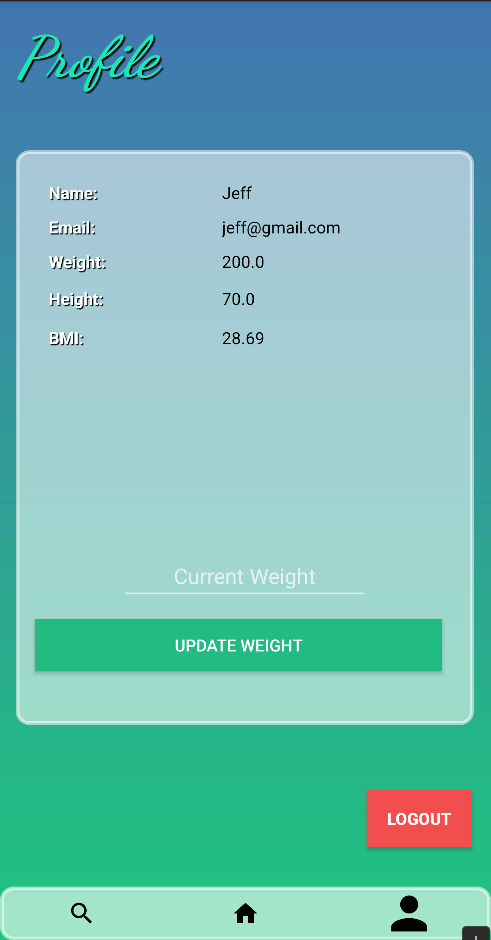 Profile
Name: Jeff
Email: jeff@gmail.com
Weight: 200.0
Height: 70.0
BMI: 28.69
Current Weight
UPDATE WEIGHT
LOGOUT